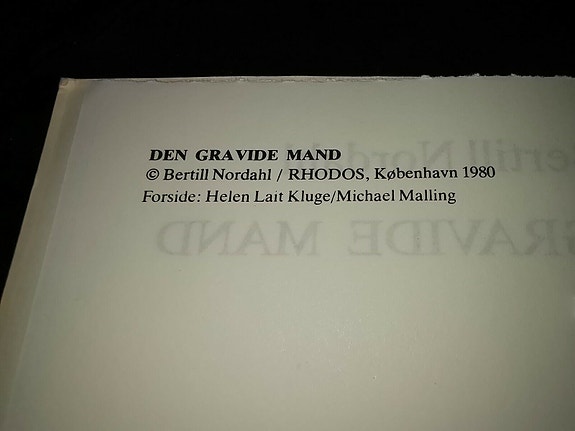 DEN GRAVIDE MAND
© Bertill Nordahl / RHODOS, København 1980
Forside: Helen Lait Kluge/Michael Malling